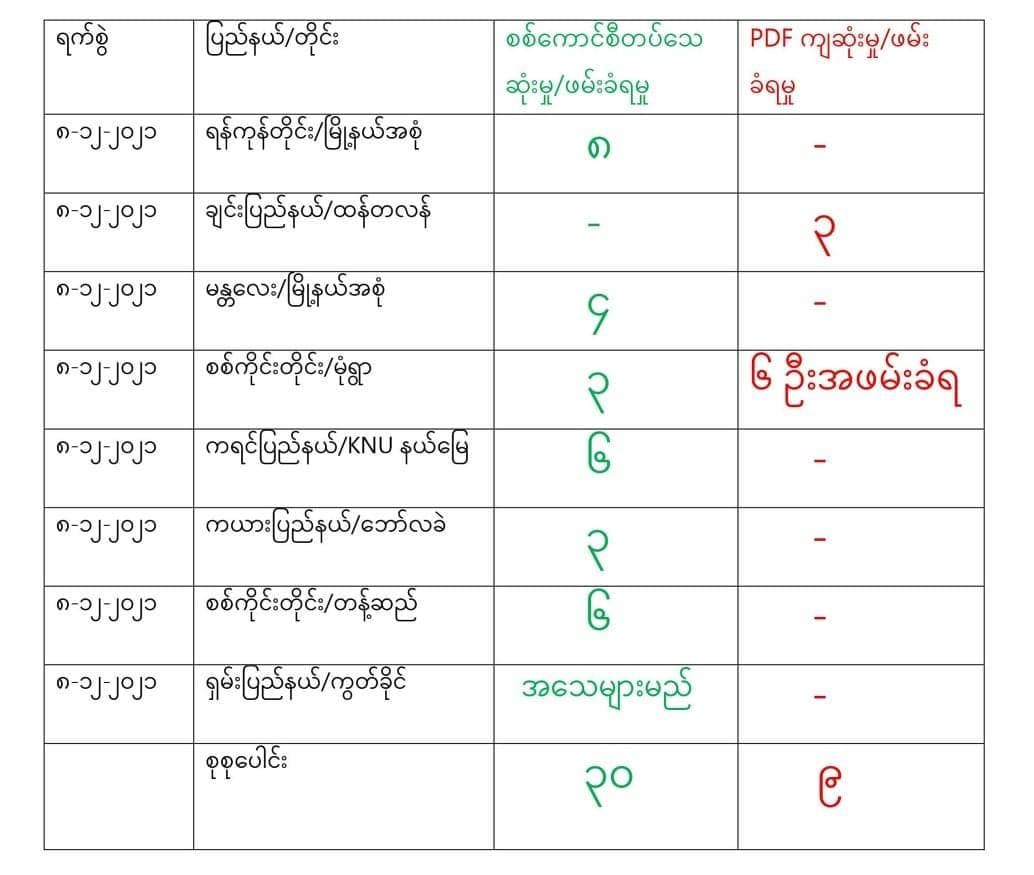 ရက်စွဲ ပြည်နယ်/တိုင်း စစ်ကောင်စီတပ်သေ PDF ကျဆုံးမှု/ဖမ်း
ဆုံးမှု/ဖမ်းခံရမှု ခံရမှု
၈-၁၂-၂၀၂၁ ရန်ကုန်တိုင်း/မြို့နယ်အစုံ ၈ -
၈-၁၂-၂၀၂၁ ချင်းပြည်နယ်/ထန်တလန် - ၃
၈-၁၂-၂၀၂၁ မန္တလေး/မြို့နယ်အစုံ ၄ -
၈-၁၂-၂၀၂၁ စစ်ကိုင်းတိုင်း/မုံရွာ ၃ ၆ ဦးအဖမ်းခံရ
၈-၁၂-၂၀၂၁ ကရင်ပြည်နယ်/KNU နယ်မြေ ၆ -
၈-၁၂-၂၀၂၁ ကယားပြည်နယ်/ဘော်လခဲ ၃ -
၈-၁၂-၂၀၂၁ စစ်ကိုင်းတိုင်း/တန့်ဆည် ၆ -
၈-၁၂-၂၀၂၁ ရှမ်းပြည်နယ်/ကွတ်ခိုင် အသေများမည် -
စုစုပေါင်း ၃၀ ၉